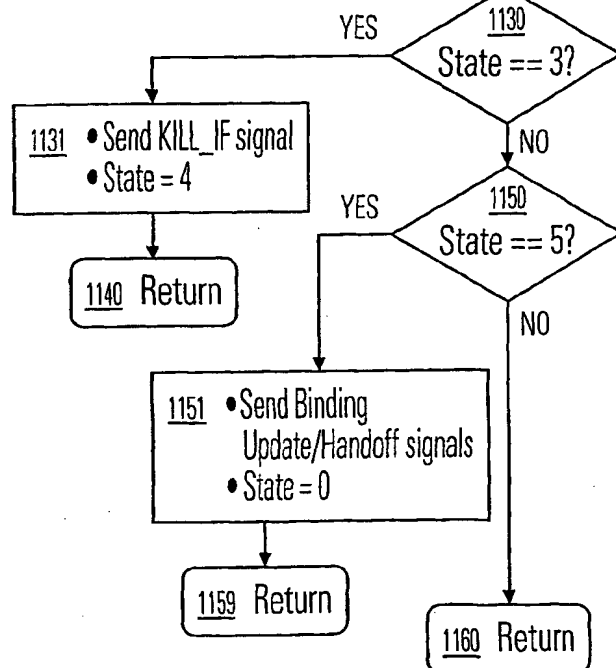 1130
YES
State == 3?
1131 • Send KILL_IF signal
• State = 4
NO
1150
YES
State == 5?
1140 Return
NO
1151 • Send Binding
Update/Handoff signals
• State = 0
1159 Return
1160 Return